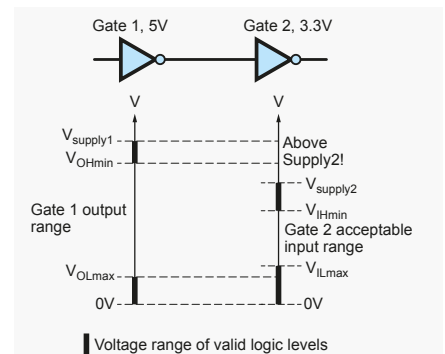 Gate 1, 5V
Gate 2, 3.3V
V
V
Vsupply1
Above
Supply2!
VOHmin
Vsupply2
VIHmin
Gate 1 output
range
Gate 2 acceptable
input range
VOLmax
VILmax
0V
0V
Voltage range of valid logic levels